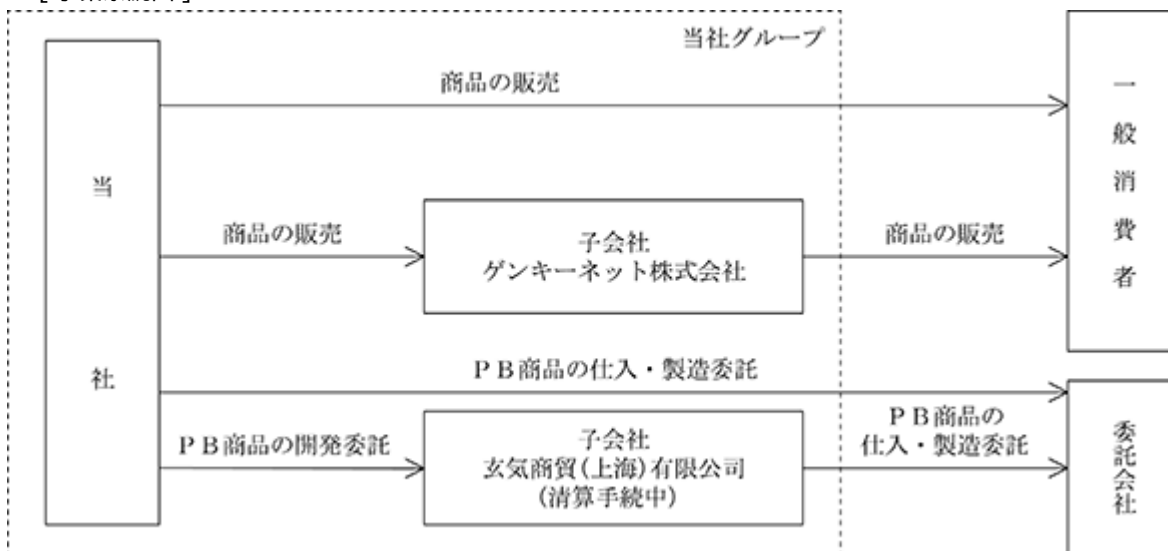 当社グループ
当社
商品の販売
一般消費者
商品の販売
子会社
ゲンキーネット株式会社
商品の販売
ＰＢ商品の仕入・製造委託
ＰＢ商品の開発委託
子会社
玄気商貿(上海)有限公司
(清算手続中)
ＰＢ商品の
仕入・製造委託
委託会社